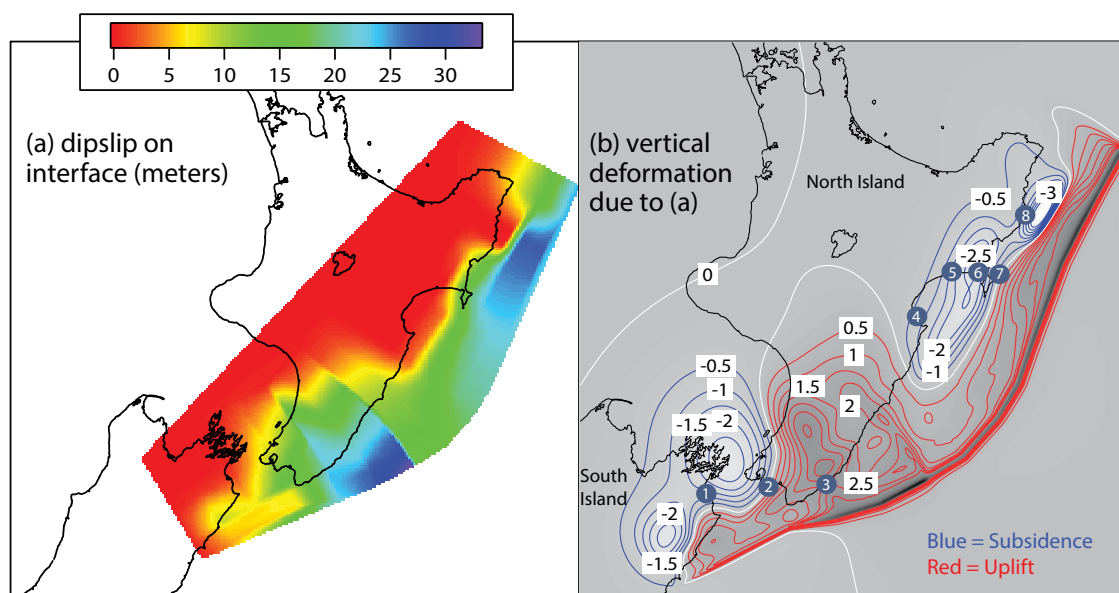 0 5 10 15 20 25 30
(a) dipslip on
interface (meters)
(b) vertical
deformation
due to (a)
North Island
-0.5
-3
8
-2.5
5 6 7
0
4
0.5
-2
1
-1
-0.5
-1
1.5
2
-1.5
-2
South
Island
1
2
3
2.5
-2
-1.5
Blue = Subsidence
Red = Uplift